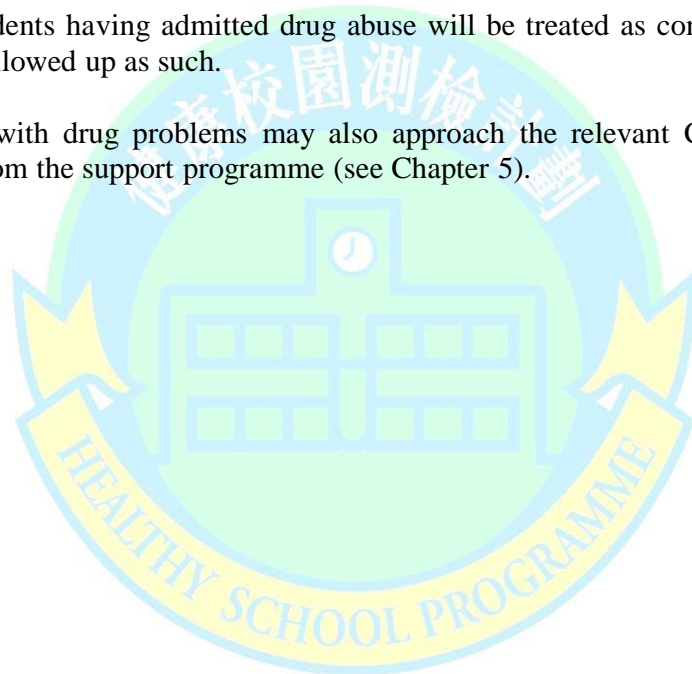 dents having admitted drug abuse will be treated as con
llowed up as such.
with drug problems may also approach the relevant C
om the support programme (see Chapter 5).
健康校園測檢計劃
HEALTHY SCHOOL PROGRAMME